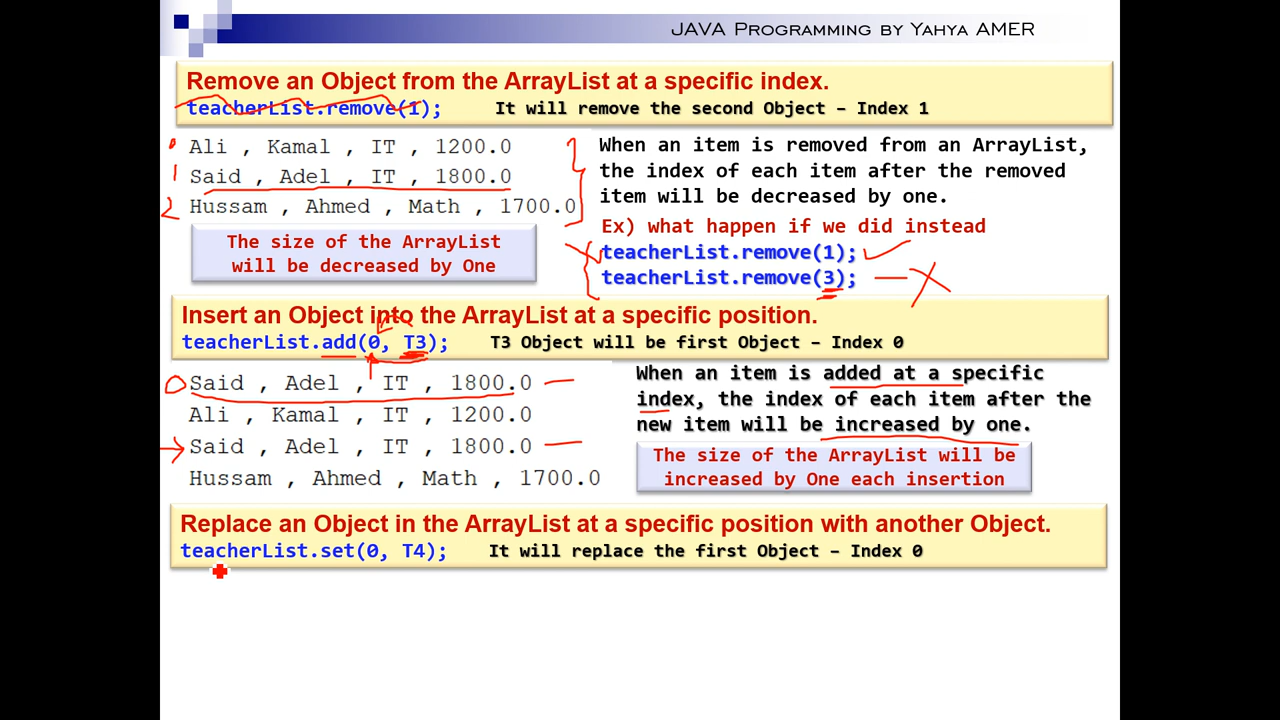 JAVA Programming by Yahya AMER
Remove an Object from the ArrayList at a specific index.
teacherList.remove(1); It will remove the second Object – Index 1
0 Ali , Kamal , IT , 1200.0
1 Said , Adel , IT , 1800.0
2 Hussam , Ahmed , Math , 1700.0
The size of the ArrayList
will be decreased by One
When an item is removed from an ArrayList,
the index of each item after the removed
item will be decreased by one.
Ex) what happen if we did instead
teacherList.remove(1);
teacherList.remove(3);
Insert an Object into the ArrayList at a specific position.
teacherList.add(0, T3); T3 Object will be first Object – Index 0
0 Said , Adel , IT , 1800.0
Ali , Kamal , IT , 1200.0
Said , Adel , IT , 1800.0
Hussam , Ahmed , Math , 1700.0
When an item is added at a specific
index, the index of each item after the
new item will be increased by one.
The size of the ArrayList will be
increased by One each insertion
Replace an Object in the ArrayList at a specific position with another Object.
teacherList.set(0, T4); It will replace the first Object – Index 0